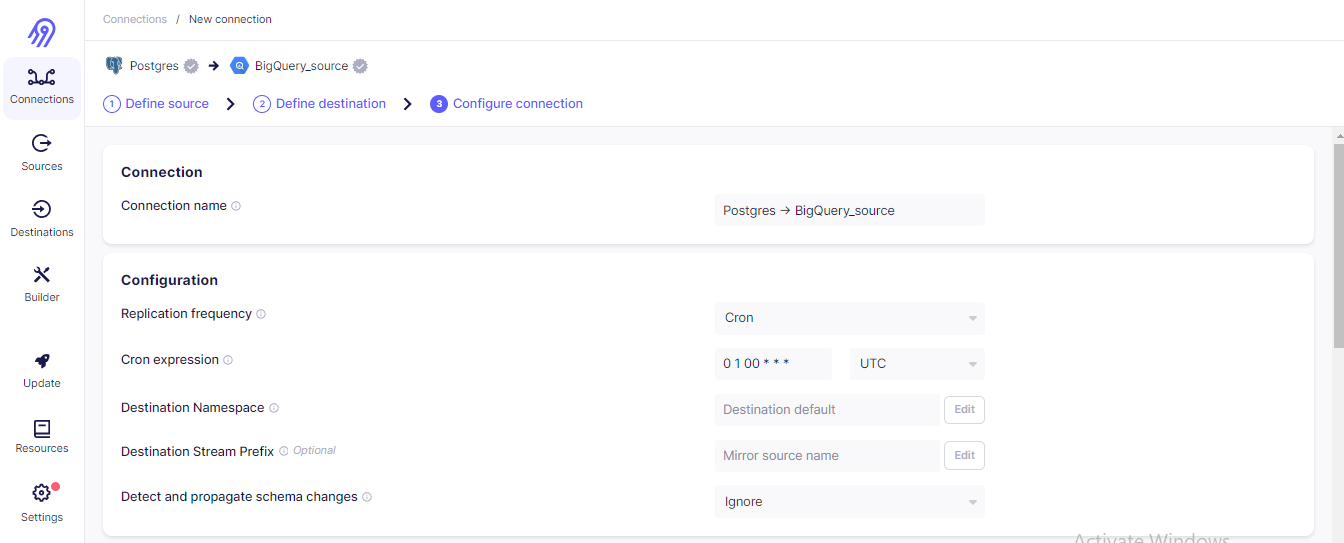 Connections / New connection
Postgres → BigQuery_source
1 Define source > 2 Define destination > 3 Configure connection
Connections
Sources
Destinations
Builder
Update
Resources
Settings
Connection
Connection name Postgres → BigQuery_source
Configuration
Replication frequency Cron
Cron expression 0 1 00 * * * UTC
Destination Namespace Destination default Edit
Destination Stream Prefix Optional Mirror source name Edit
Detect and propagate schema changes Ignore
Activate Windows